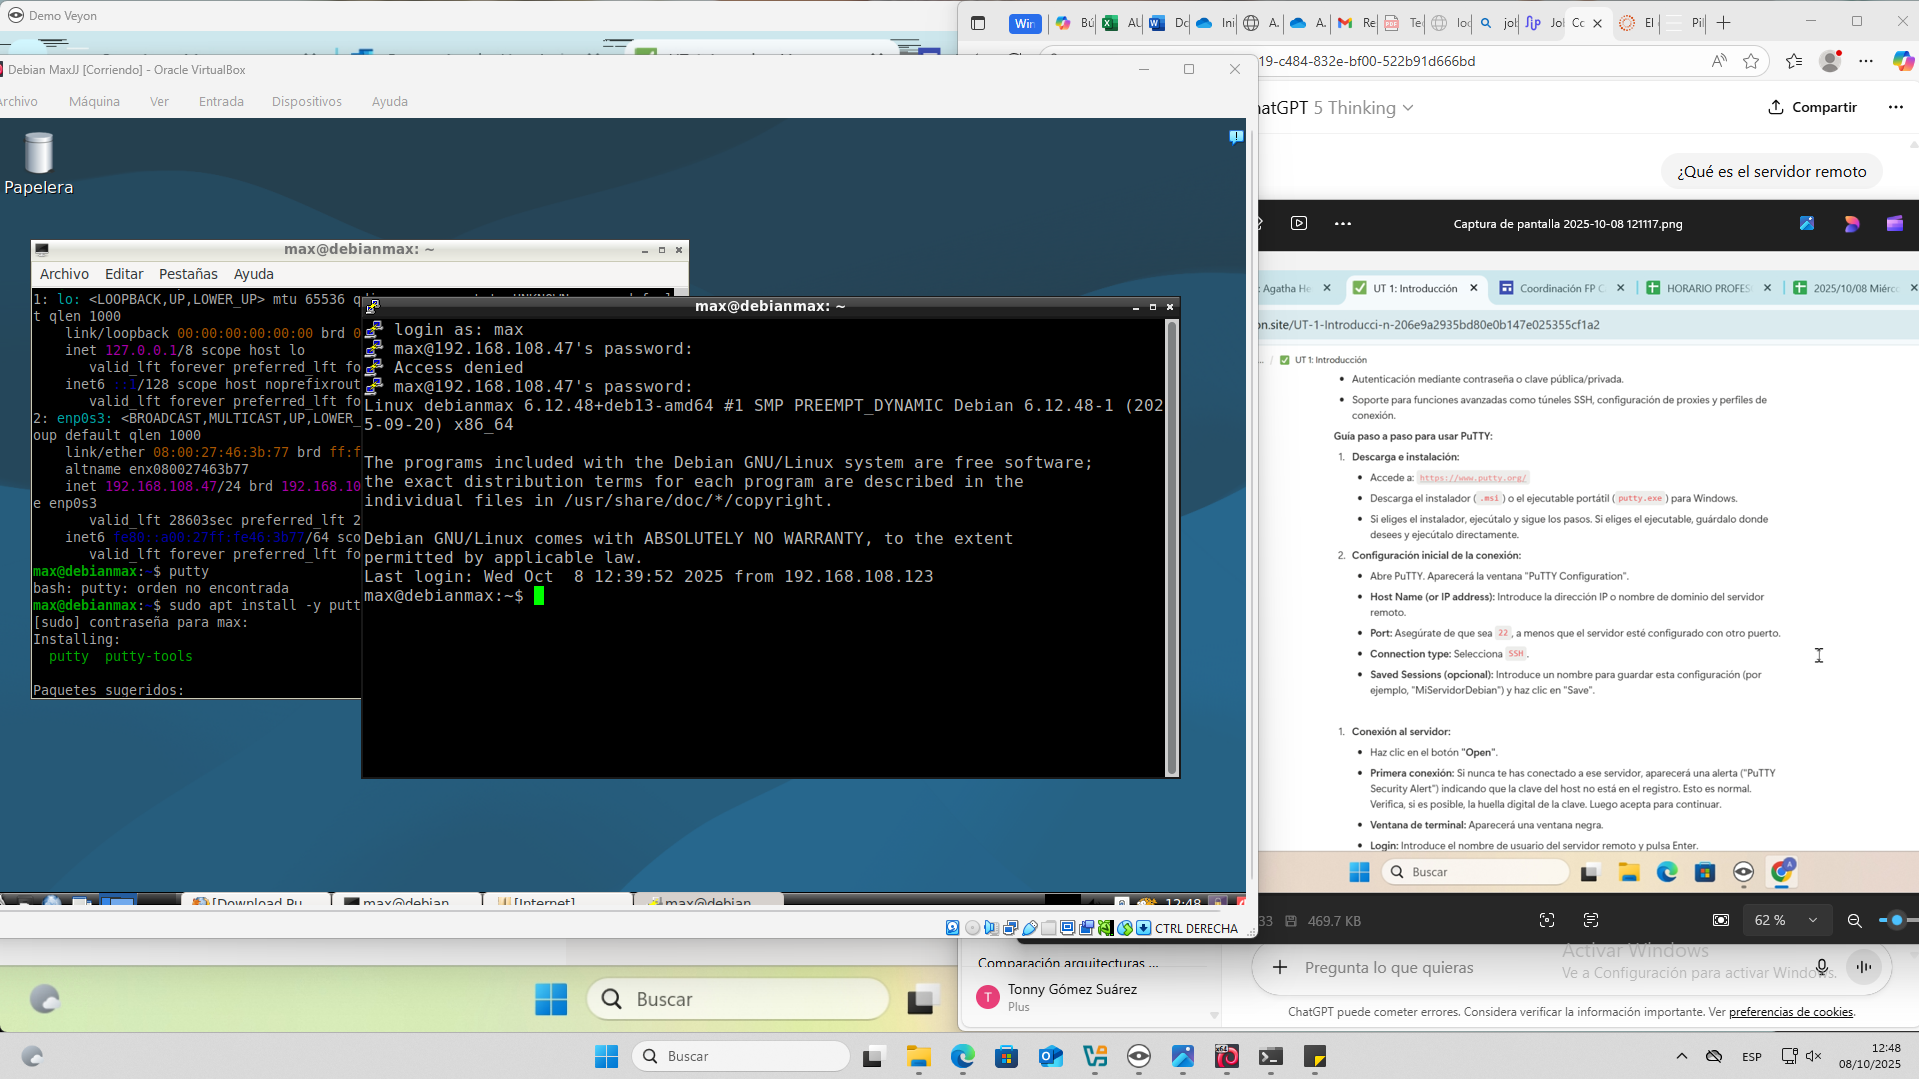 Demo Veyon
Debian MaxJJ [Corriendo] - Oracle VirtualBox
Máquina
Ver
Entrada
Dispositivos
Ayuda
Papelera
max@debianmax: ~
Archivo Editar Pestañas Ayuda
1: lo: <LOOPBACK,UP,LOWER_UP> mtu 65536
t qlen 1000
link/loopback 00:00:00:00:00:00 brd 0
inet 127.0.0.1/8 scope host lo
valid_lft forever preferred_lft fo
inet6 ::1/128 scope host noprefixrout
valid_lft forever preferred_lft fo
2: enp0s3: <BROADCAST,MULTICAST,UP,LOWER_
oup default qlen 1000
link/ether 08:00:27:46:3b:77 brd ff:f
altname enx080027463b77
inet 192.168.108.47/24 brd 192.168.10
e enp0s3
valid_lft 28603sec preferred_lft 2
inet6 fe80::a00:27ff:fe46:3b77/64 sco
valid_lft forever preferred_lft fo
max@debianmax:~$ putty
bash: putty: orden no encontrada
max@debianmax:~$ sudo apt install -y putt
[sudo] contraseña para max:
Installing:
putty putty-tools
Paquetes sugeridos:
max@debianmax: ~
login as: max
max@192.168.108.47's password:
Access denied
max@192.168.108.47's password:
Linux debianmax 6.12.48+deb13-amd64 #1 SMP PREEMPT_DYNAMIC Debian 6.12.48-1 (202
5-09-20) x86_64
The programs included with the Debian GNU/Linux system are free software;
the exact distribution terms for each program are described in the
individual files in /usr/share/doc/*/copyright.
Debian GNU/Linux comes with ABSOLUTELY NO WARRANTY, to the extent
permitted by applicable law.
Last login: Wed Oct  8 12:39:52 2025 from 192.168.108.123
max@debianmax:~$
[Download Pu
max@debian
[Internet]
max@debian
12:48
CTRL DERECHA
Win
Bú
AU
Do
Ini
A.
A.
Re
Te
loc
job
Jo
Cc
El
Pil
19-c484-832e-bf00-522b91d666bd
hatGPT 5 Thinking
Compartir
¿Qué es el servidor remoto
Captura de pantalla 2025-10-08 121117.png
Agatha He
UT 1: Introducción
Coordinación FP C
HORARIO PROFES
2025/10/08 Miérc
on.site/UT-1-Introducci-n-206e9a2935bd80e0b147e025355cf1a2
... / UT 1: Introducción
• Autenticación mediante contraseña o clave pública/privada.
• Soporte para funciones avanzadas como túneles SSH, configuración de proxies y perfiles de
conexión.
Guía paso a paso para usar PuTTY:
1. Descarga e instalación:
• Accede a: https://www.putty.org/
• Descarga el instalador ( .msi ) o el ejecutable portátil ( putty.exe ) para Windows.
• Si eliges el instalador, ejecútalo y sigue los pasos. Si eliges el ejecutable, guárdalo donde
desees y ejecútalo directamente.
2. Configuración inicial de la conexión:
• Abre PuTTY. Aparecerá la ventana "PuTTY Configuration".
• Host Name (or IP address): Introduce la dirección IP o nombre de dominio del servidor
remoto.
• Port: Asegúrate de que sea 22 , a menos que el servidor esté configurado con otro puerto.
• Connection type: Selecciona SSH .
• Saved Sessions (opcional): Introduce un nombre para guardar esta configuración (por
ejemplo, "MiServidorDebian") y haz clic en "Save".
1. Conexión al servidor:
• Haz clic en el botón "Open".
• Primera conexión: Si nunca te has conectado a ese servidor, aparecerá una alerta ("PuTTY
Security Alert") indicando que la clave del host no está en el registro. Esto es normal.
Verifica, si es posible, la huella digital de la clave. Luego acepta para continuar.
• Ventana de terminal: Aparecerá una ventana negra.
• Login: Introduce el nombre de usuario del servidor remoto y pulsa Enter.
Buscar
33
469.7 KB
62 %
Activar Windows
Ve a Configuración para activar Windows.
Comparación arquitecturas ...
T
Tonny Gómez Suárez
Plus
Pregunta lo que quieras
ChatGPT puede cometer errores. Considera verificar la información importante. Ver preferencias de cookies.
Buscar
Buscar
ESP
12:48
08/10/2025